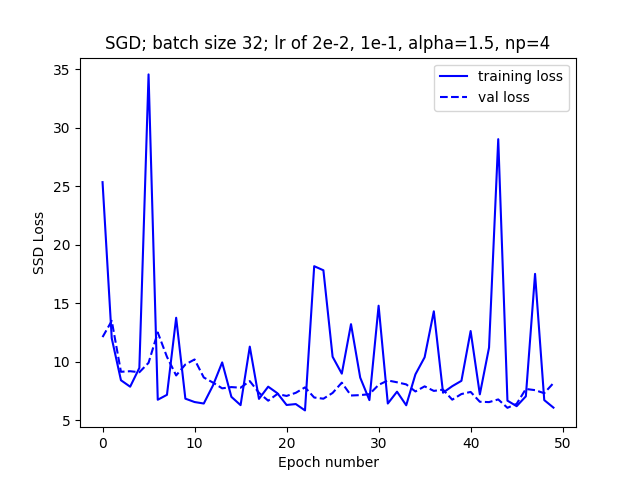 SGD; batch size 32; lr of 2e-2, 1e-1, alpha=1.5, np=4
training loss
val loss
SSD Loss
35
30
25
20
15
10
5
0
10
20
30
40
50
Epoch number